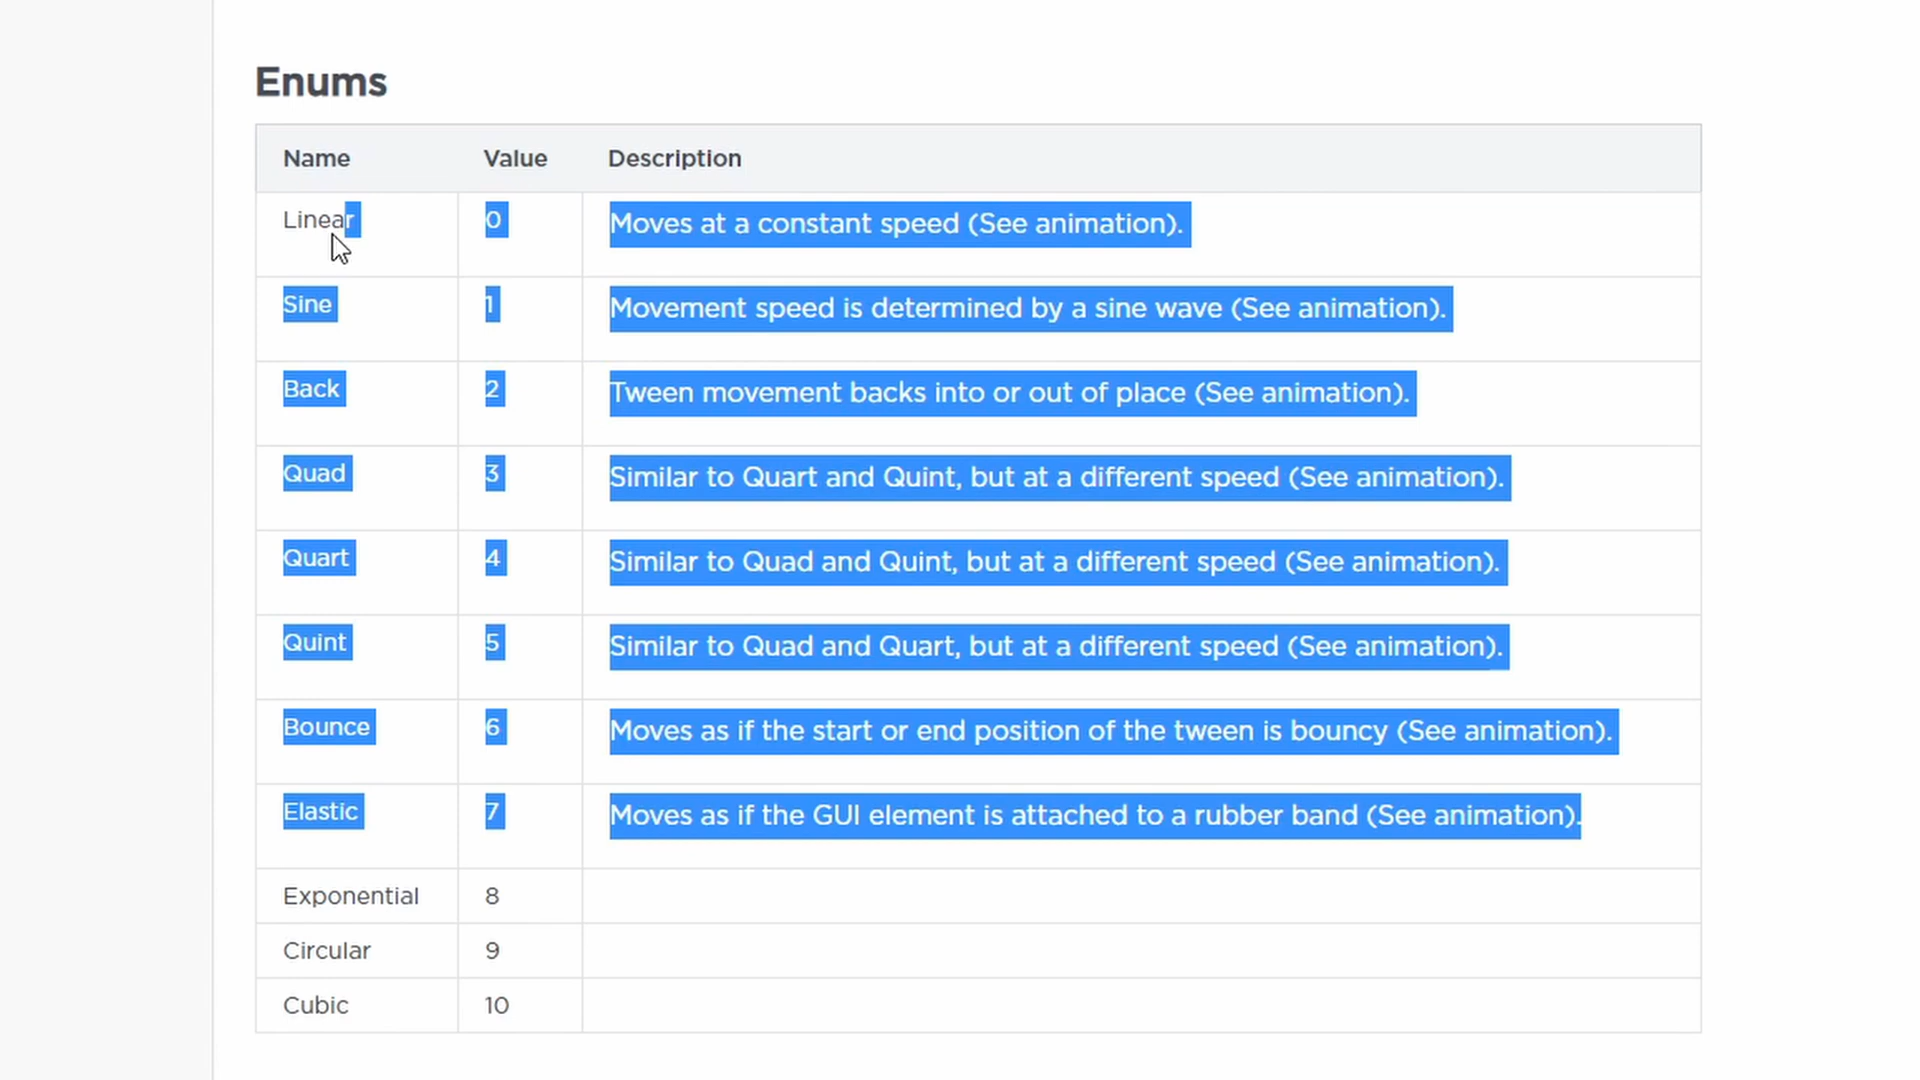 Enums
Name Value Description
Linear 0 Moves at a constant speed (See animation).
Sine 1 Movement speed is determined by a sine wave (See animation).
Back 2 Tween movement backs into or out of place (See animation).
Quad 3 Similar to Quart and Quint, but at a different speed (See animation).
Quart 4 Similar to Quad and Quint, but at a different speed (See animation).
Quint 5 Similar to Quad and Quart, but at a different speed (See animation).
Bounce 6 Moves as if the start or end position of the tween is bouncy (See animation).
Elastic 7 Moves as if the GUI element is attached to a rubber band (See animation).
Exponential 8
Circular 9
Cubic 10